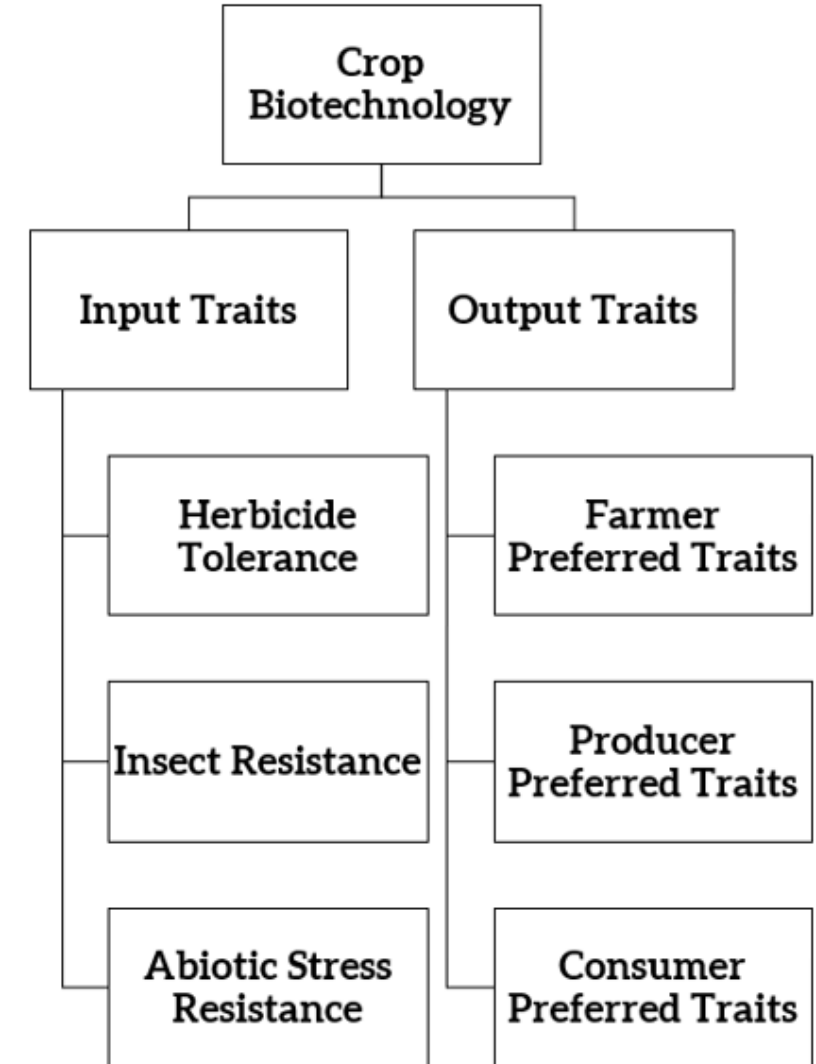 Crop
Biotechnology
Input Traits
Output Traits
Herbicide
Tolerance
Farmer
Preferred Traits
Insect Resistance
Producer
Preferred Traits
Abiotic Stress
Resistance
Consumer
Preferred Traits